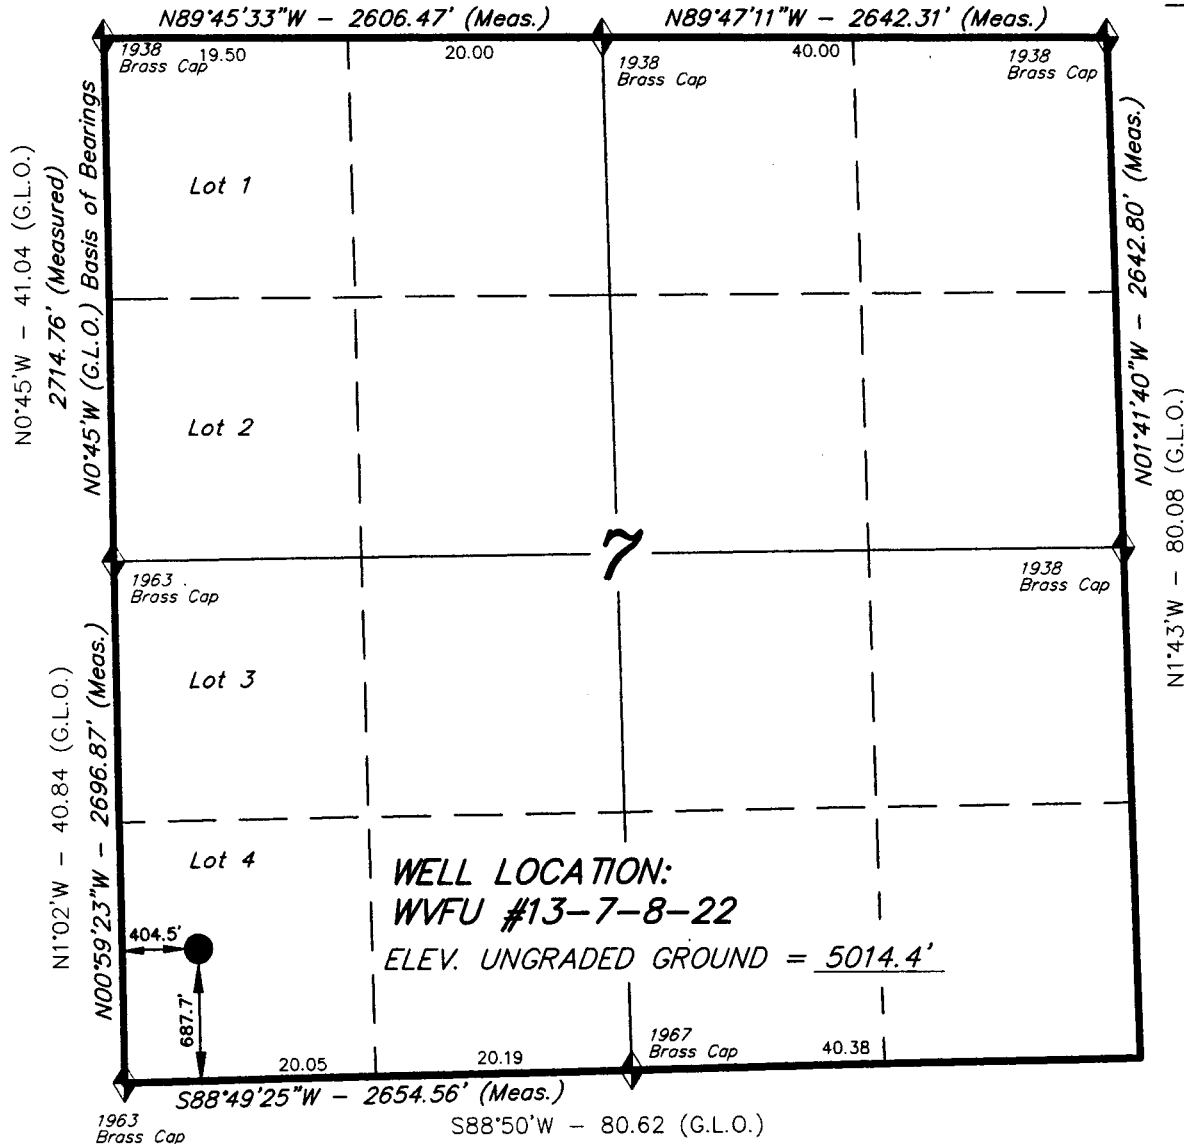 N89°45'33"W - 2606.47' (Meas.)
N89°47'11"W - 2642.31' (Meas.)
1938
Brass Cap
19.50
20.00
1938
Brass Cap
40.00
1938
Brass Cap
N0°45'W - 41.04 (G.L.O.)
2714.76' (Measured)
N0°45'W (G.L.O.) Basis of Bearings
Lot 1
N01°41'40"W - 2642.80' (Meas.)
N1°43'W - 80.08 (G.L.O.)
Lot 2
7
1963
Brass Cap
1938
Brass Cap
N1°02'W - 40.84 (G.L.O.)
N00°59'23"W - 2696.87' (Meas.)
Lot 3
Lot 4
WELL LOCATION:
WVFU #13-7-8-22
ELEV. UNGRADED GROUND = 5014.4'
404.5'
687.7'
20.05
20.19
1967
Brass Cap
40.38
S88°49'25"W - 2654.56' (Meas.)
1963
Brass Cap
S88°50'W - 80.62 (G.L.O.)